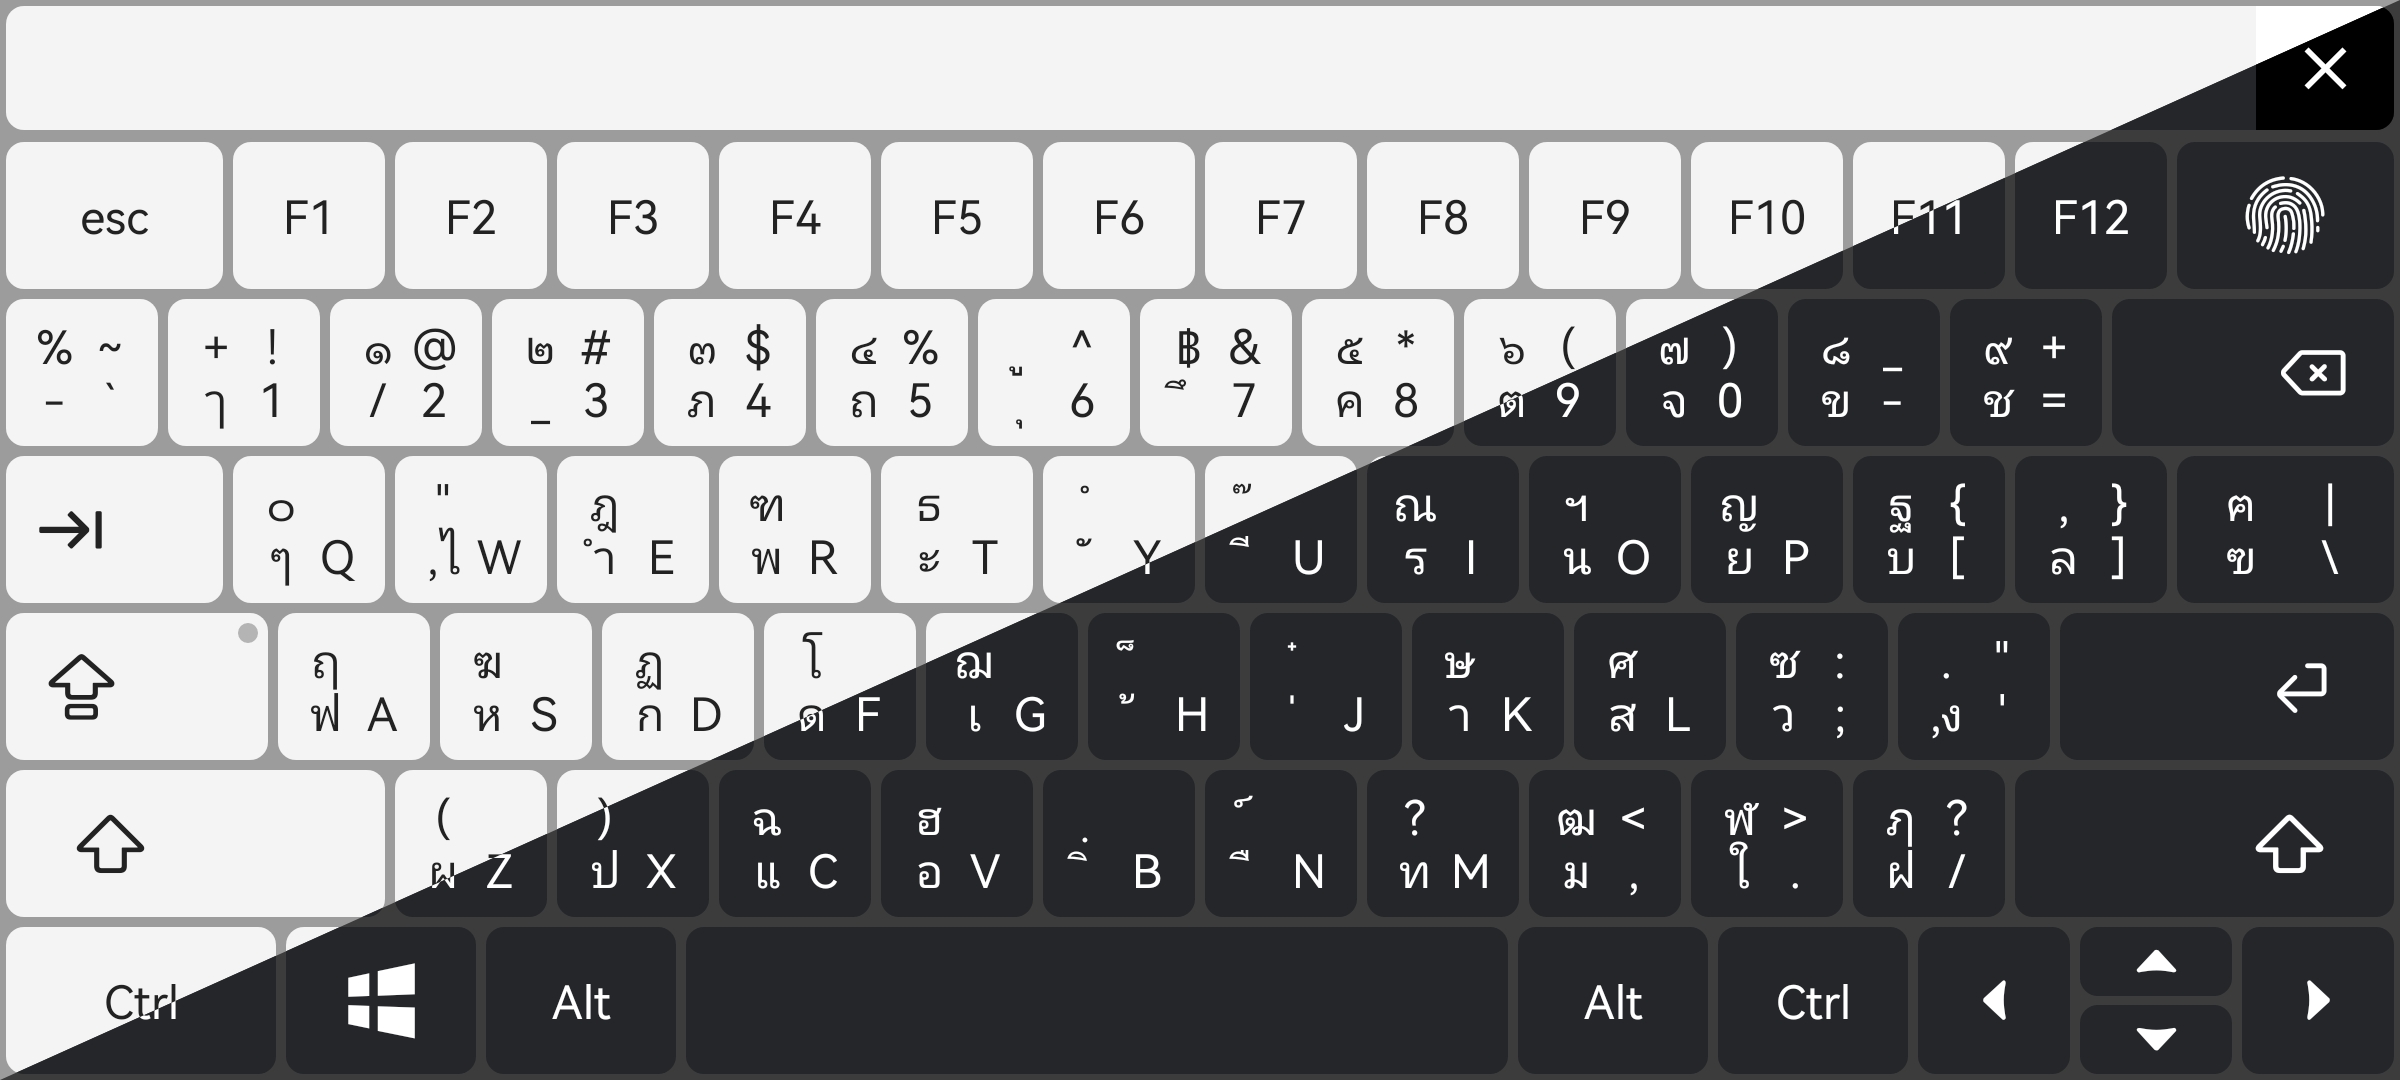 esc F1 F2 F3 F4 F5 F6 F7 F8 F9 F10 F11 F12
% ~ + ! ๑ @ ๒ # ๓ $ ๔ % ู ^ ฿ & ๕ * ๖ ( ๗ ) ๘ _ ๙ +
- ` ๅ 1 / 2 _ 3 ภ 4 ถ 5 ุ 6 ึ 7 ค 8 ต 9 จ 0 ข - ช =
๐ " ฎ ฑ ธ ํ ๊ ณ ฯ ญ ฐ { , } ฅ |
ๆ Q ,ไ W ำ E พ R ะ T ั Y ี U ร I น O ย P บ [ ล ] ฃ \
ฤ ฆ ฏ โ ฌ ็ ๋ ษ ศ ซ : . "
ฟ A ห S ก D ด F เ G ้ H ่ J า K ส L ว ; ,ง '
( ) ฉ ฮ ฺ ์ ? ฒ < ฬ > ฦ ?
ผ Z ป X แ C อ V ิ B ื N ท M ม , ใ . ฝ /
Ctrl Alt Alt Ctrl